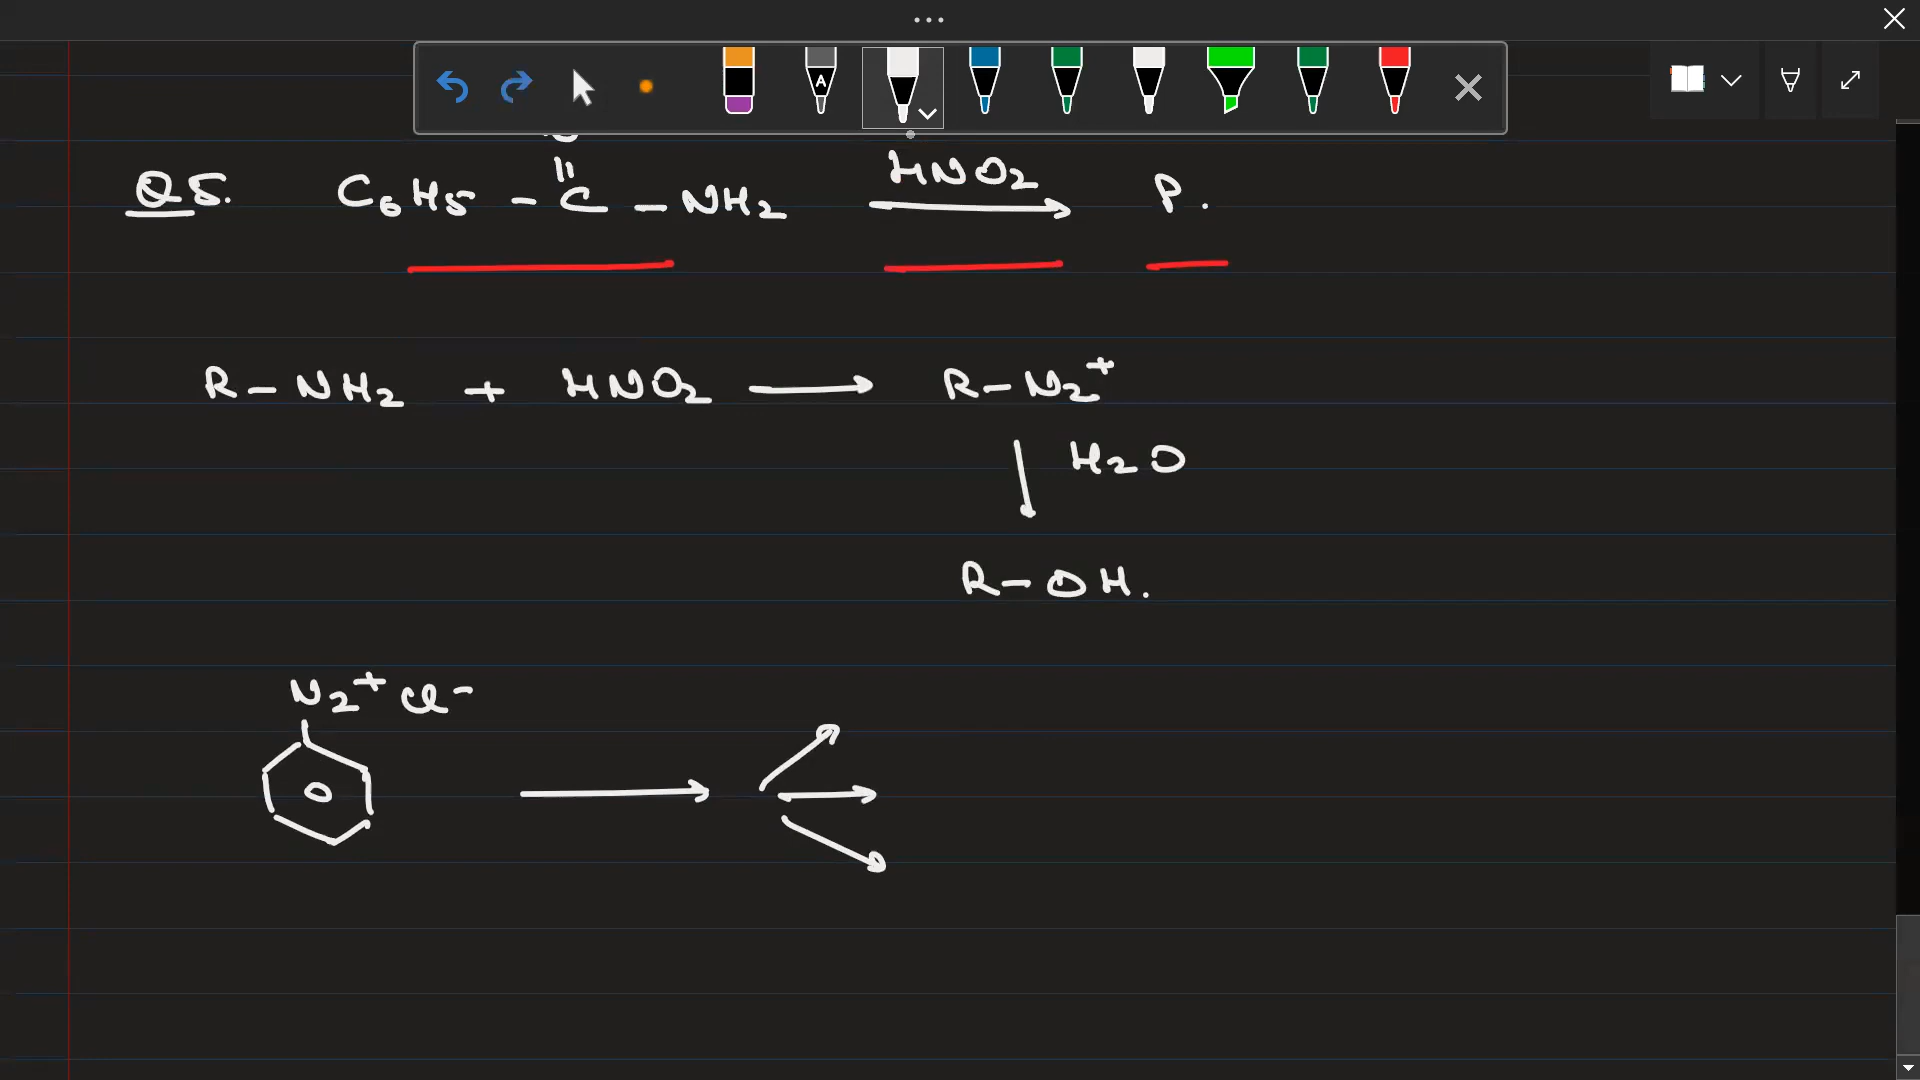 Q5. C6H5 - C - NH2 HNO2 → P.
R - NH2 + HNO2 → R - N2+
H2O
R - OH.
N2+ Cl-